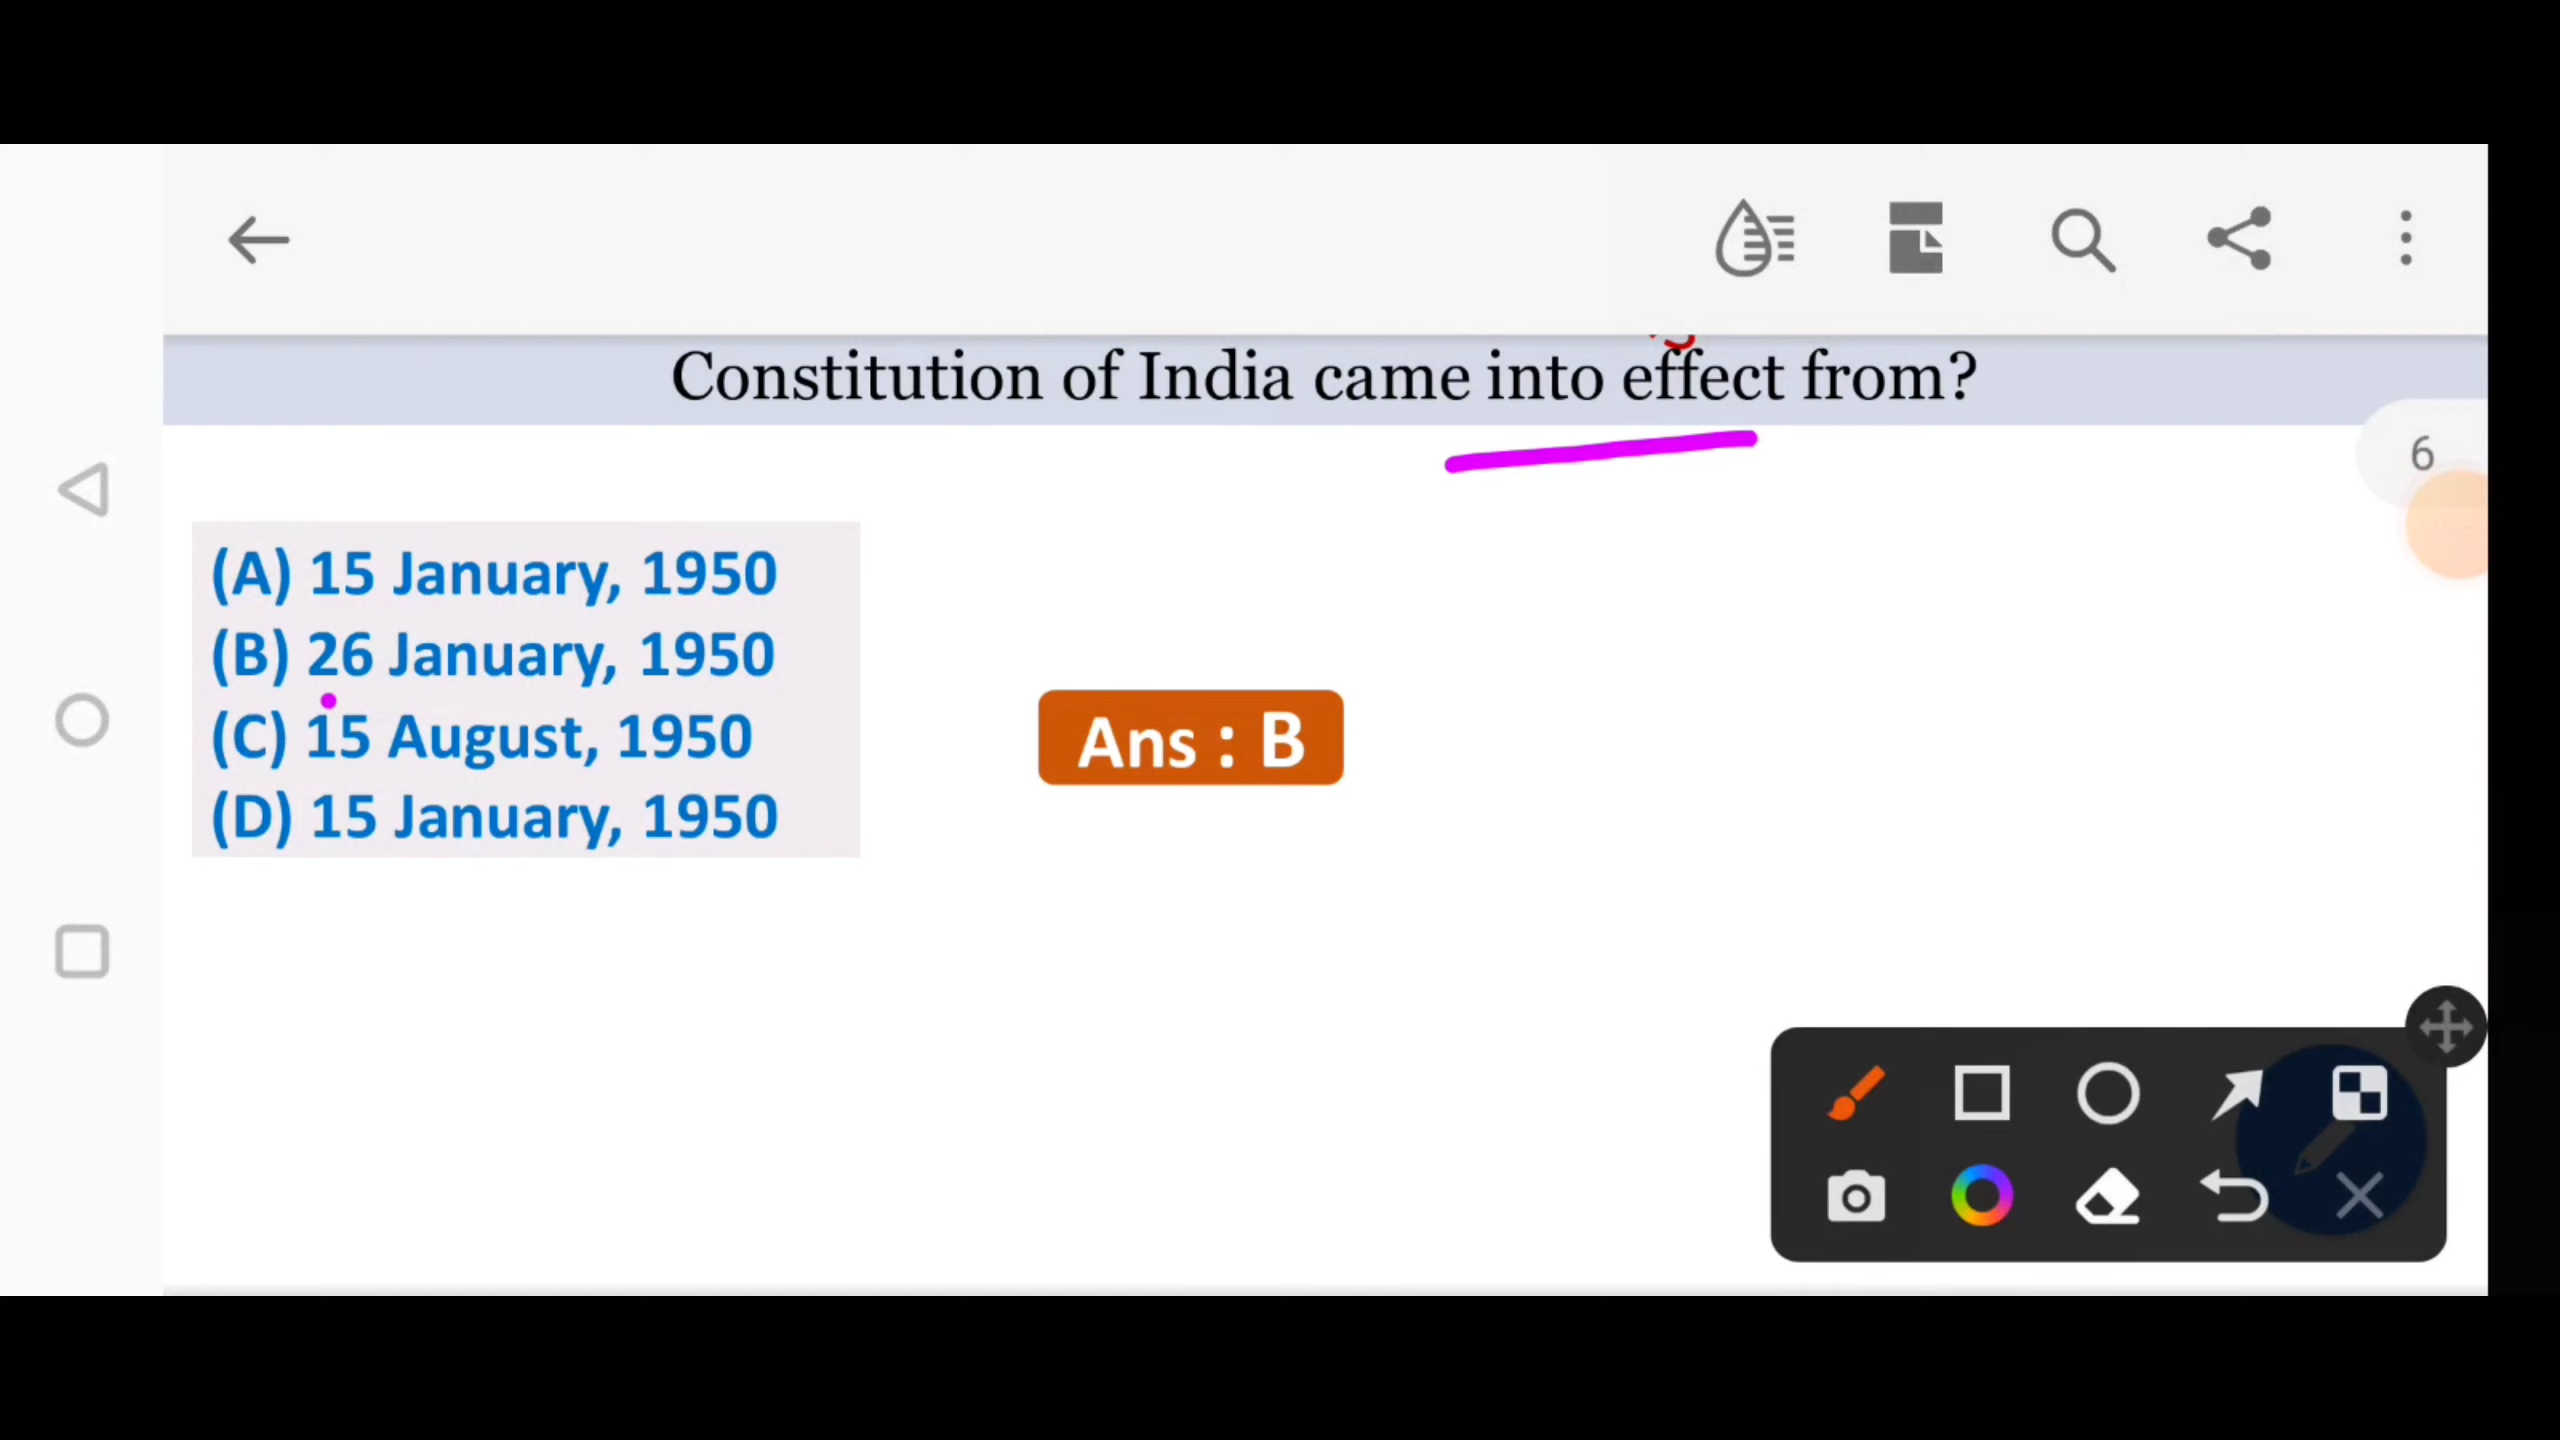 Constitution of India came into effect from?
6
(A) 15 January, 1950
(B) 26 January, 1950
(C) 15 August, 1950
(D) 15 January, 1950
Ans : B